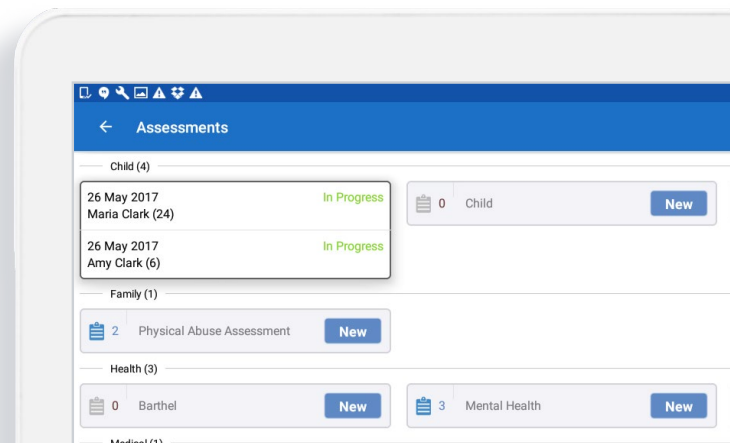 Assessments
Child (4)
26 May 2017 In Progress
Maria Clark (24)
26 May 2017 In Progress
Amy Clark (6)
0 Child New
Family (1)
2 Physical Abuse Assessment New
Health (3)
0 Barthel New
3 Mental Health New
Medical (1)